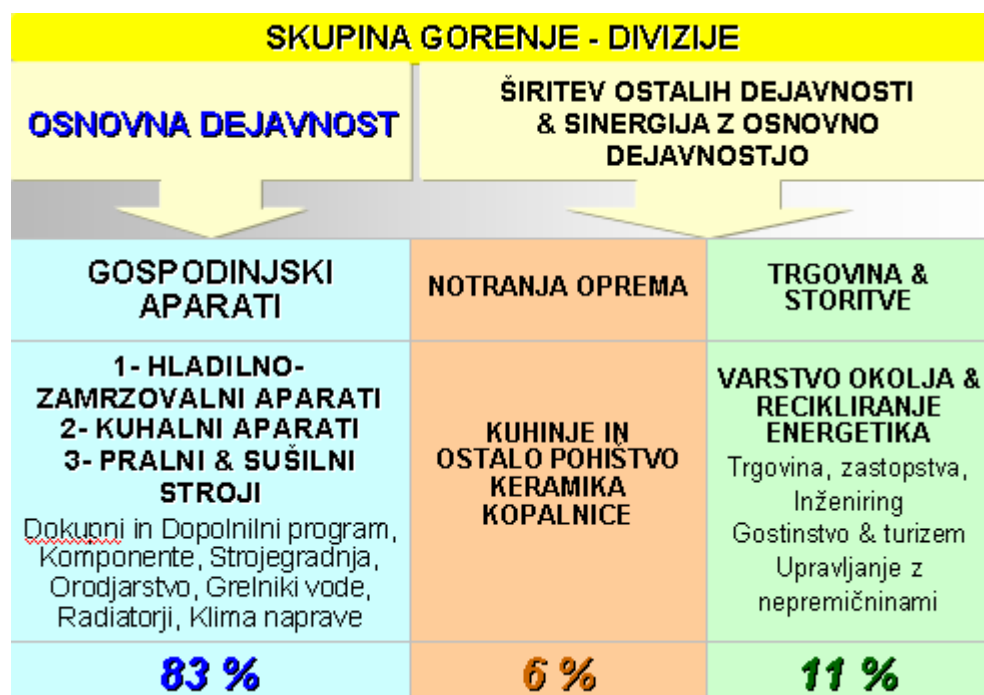 SKUPINA GORENJE - DIVIZIJE
OSNOVNA DEJAVNOST
ŠIRITEV OSTALIH DEJAVNOSTI
& SINERGIJA Z OSNOVNO
DEJAVNOSTJO
GOSPODINJSKI
APARATI
NOTRANJA OPREMA
TRGOVINA &
STORITVE
1- HLADILNO-
ZAMRZOVALNI APARATI
2- KUHALNI APARATI
3- PRALNI & SUŠILNI
STROJI
Dokupni in Dopolnilni program,
Komponente, Strojegradnja,
Orodjarstvo, Grelniki vode,
Radiatorji, Klima naprave
KUHINJE IN
OSTALO POHIŠTVO
KERAMIKA
KOPALNICE
VARSTVO OKOLJA &
RECIKLIRANJE
ENERGETIKA
Trgovina, zastopstva,
Inženiring
Gostinstvo & turizem
Upravljanje z
nepremičninami
83 %
6 %
11 %